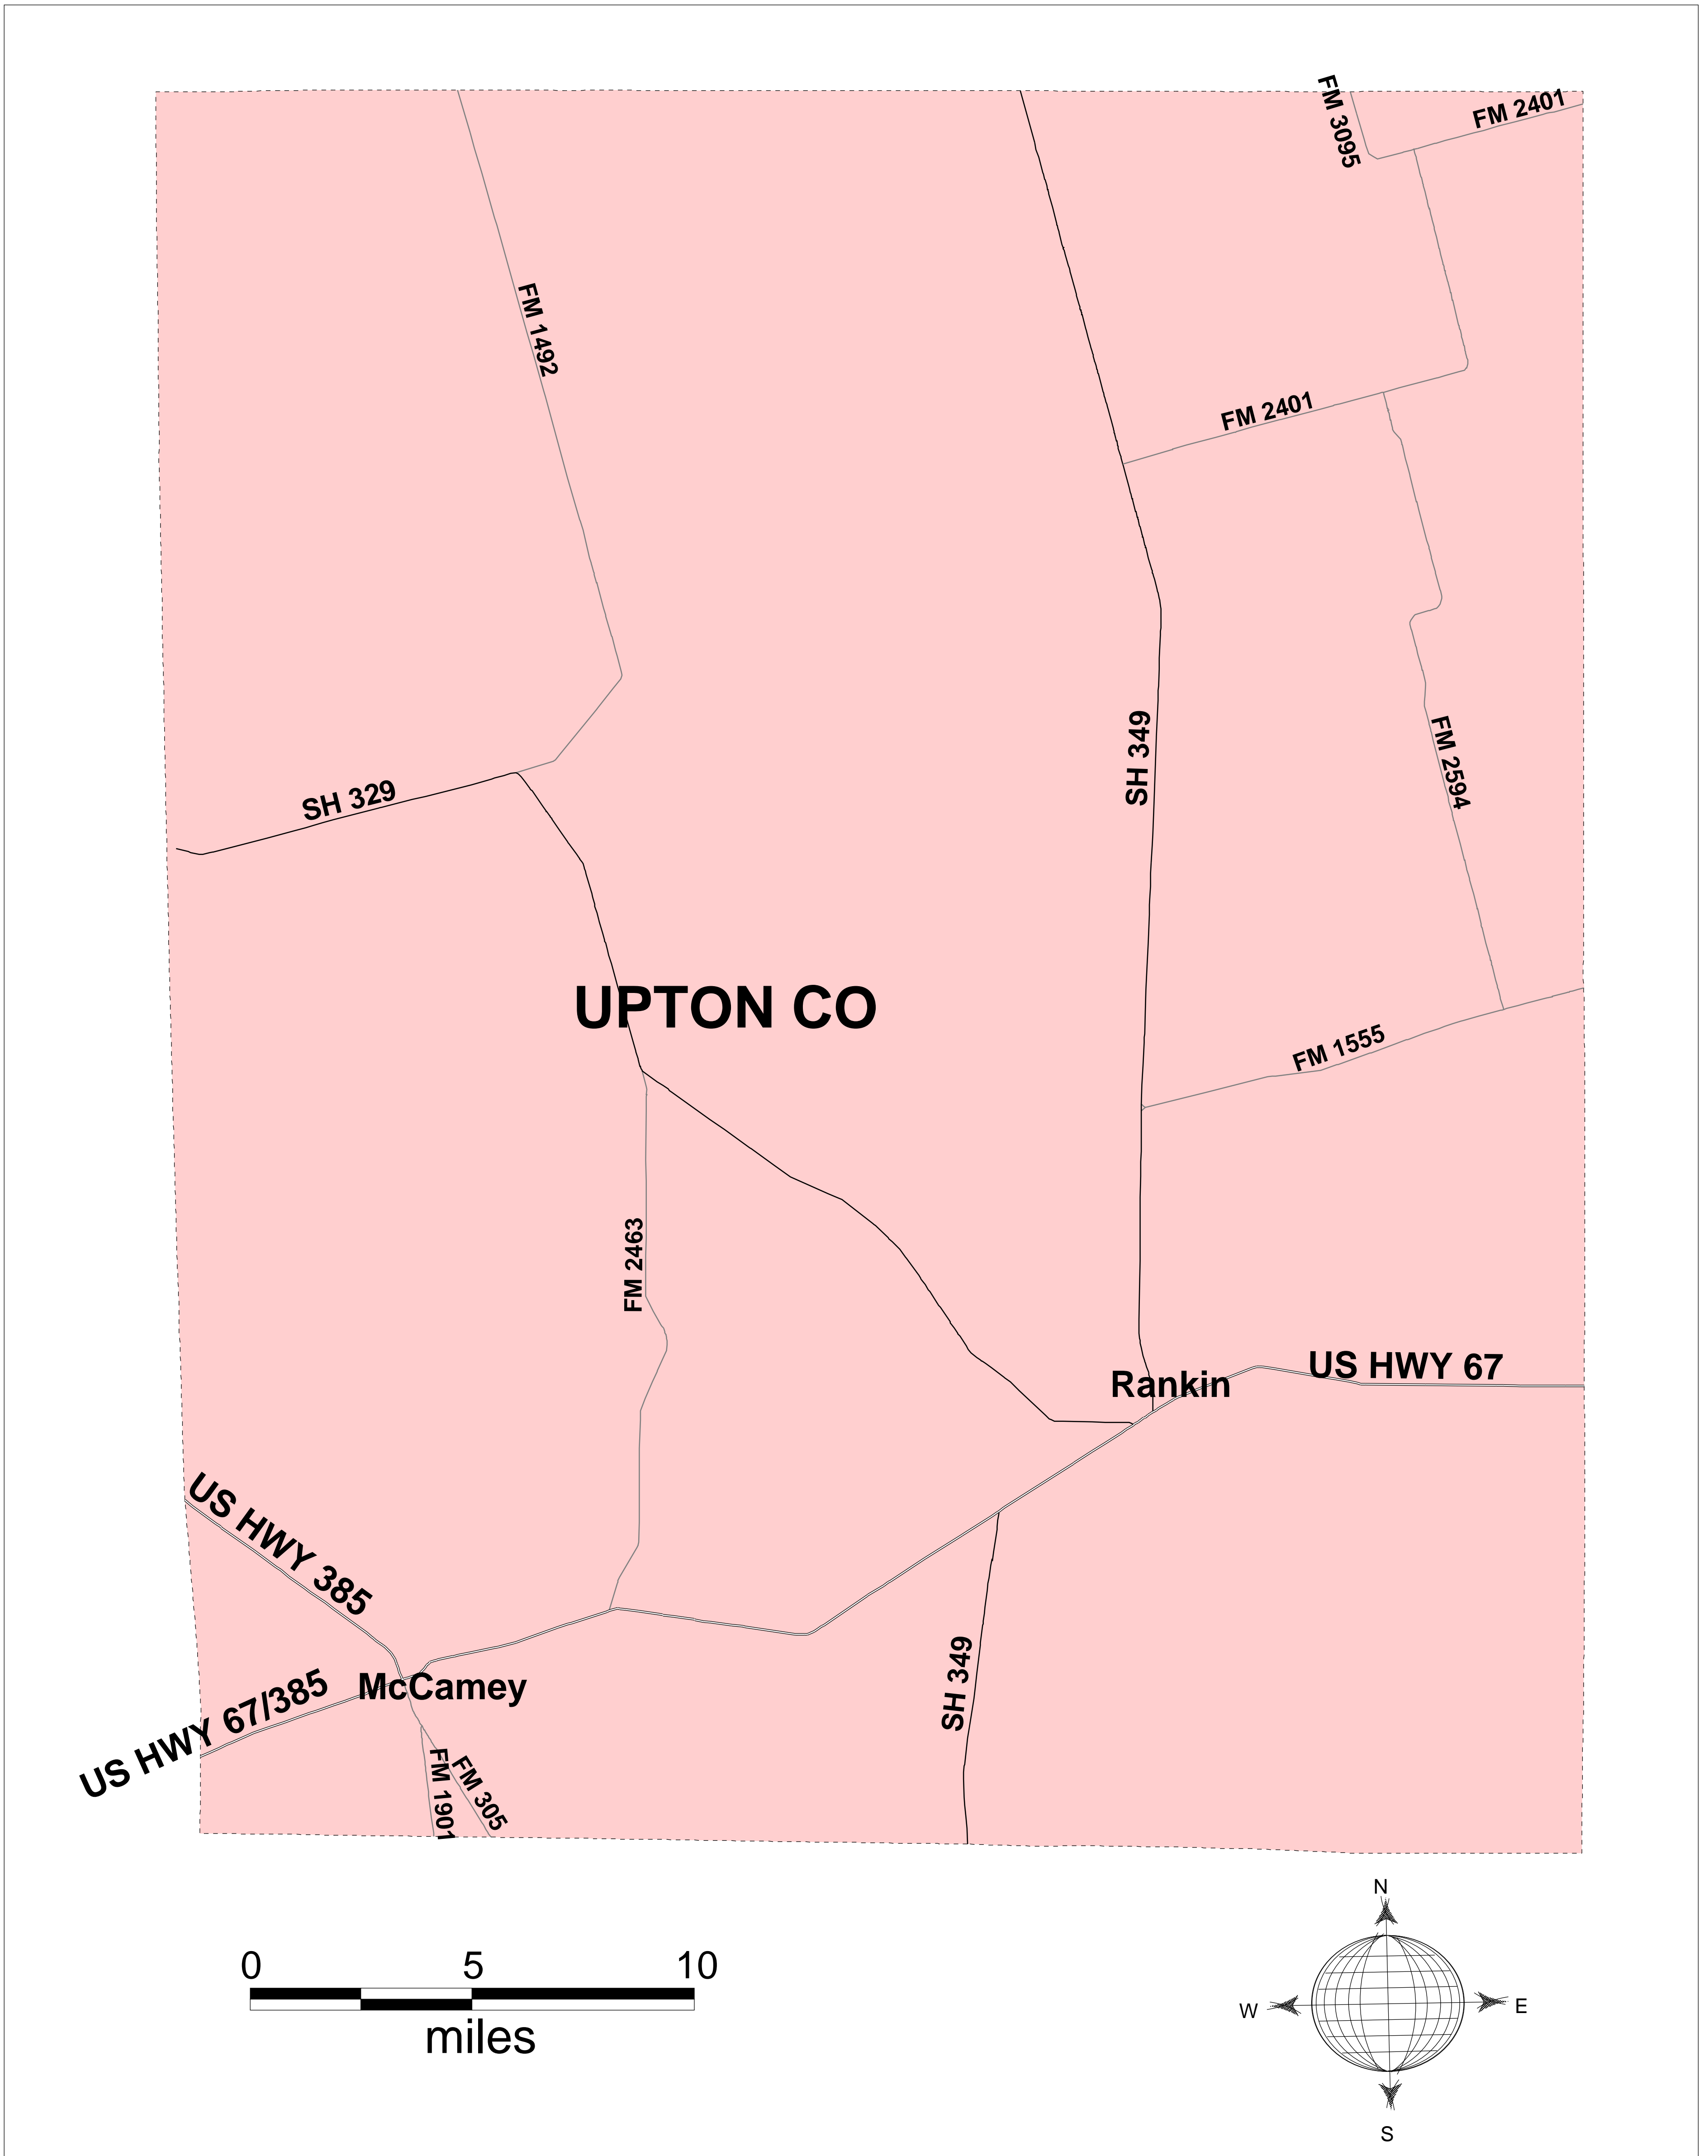 FM 3095
FM 2401
FM 1492
FM 2401
SH 349
FM 2594
SH 329
UPTON CO
FM 1555
FM 2463
US HWY 67
Rankin
US HWY 385
McCamey
US HWY 67/385
SH 349
FM 1901
FM 305
0 5 10
miles
N
W E
S